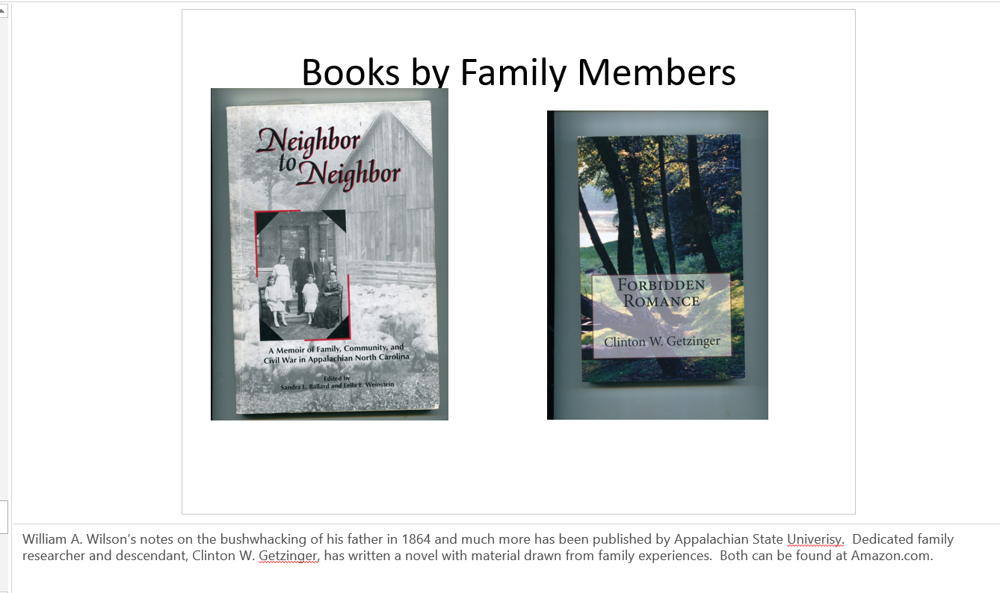 Books by Family Members
Neighbor
to
Neighbor
A Memoir of Family, Community, and
Civil War in Appalachian North Carolina
Edited by
Sandra L. Ballard and Leila E. Weinstein
FORBIDDEN
ROMANCE
Clinton W. Getzinger
William A. Wilson's notes on the bushwhacking of his father in 1864 and much more has been published by Appalachian State Univerisy.  Dedicated family
researcher and descendant, Clinton W. Getzinger, has written a novel with material drawn from family experiences.  Both can be found at Amazon.com.